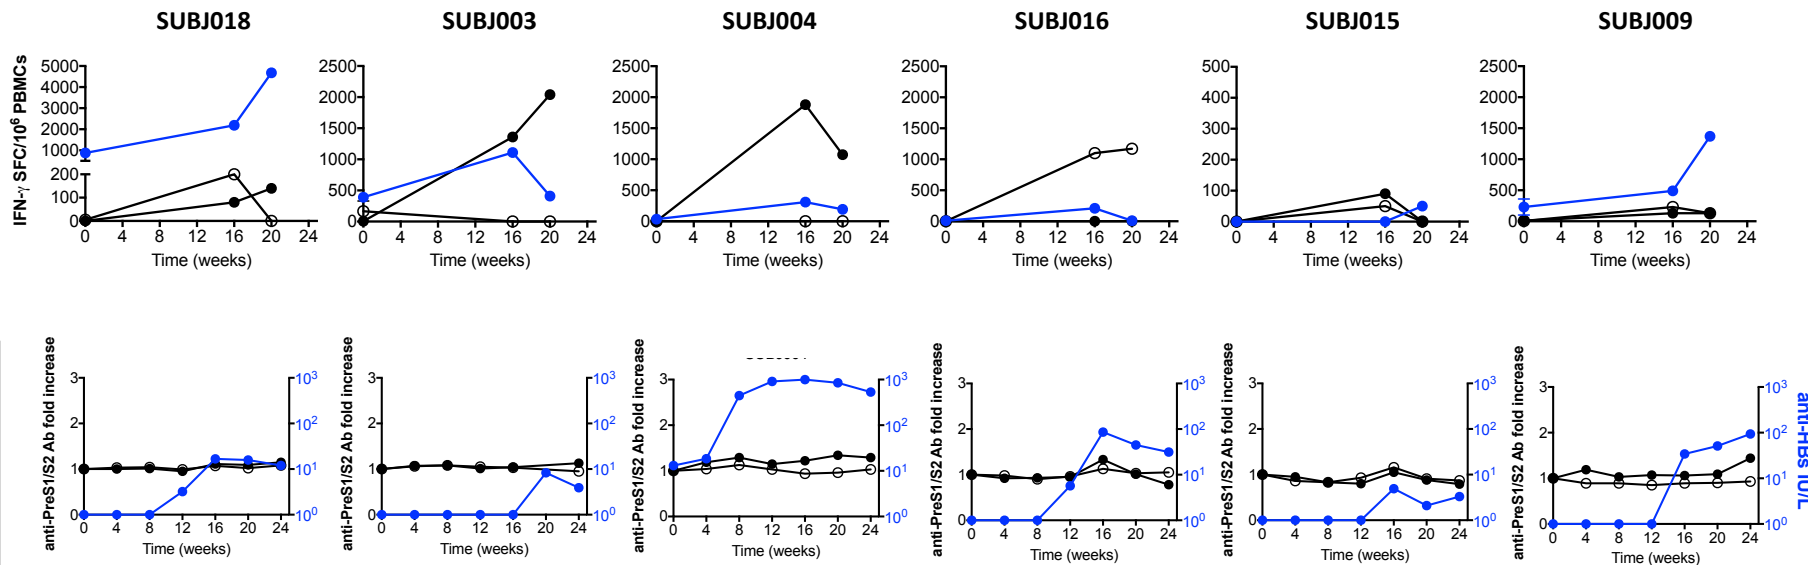 SUBJ018 SUBJ003 SUBJ004 SUBJ016 SUBJ015 SUBJ009
IFN-γ SFC/10⁶ PBMCs
5000
4000
3000
2000
1000
200
100
0
0 4 8 12 16 20 24
Time (weeks)
2500
2000
1500
1000
500
0
0 4 8 12 16 20 24
Time (weeks)
2500
2000
1500
1000
500
0
0 4 8 12 16 20 24
Time (weeks)
2500
2000
1500
1000
500
0
0 4 8 12 16 20 24
Time (weeks)
500
400
300
200
100
0
0 4 8 12 16 20 24
Time (weeks)
2500
2000
1500
1000
500
0
0 4 8 12 16 20 24
Time (weeks)
anti-PreS1/S2 Ab fold increase
3
2
1
0
10³
10²
10¹
10⁰
0 4 8 12 16 20 24
Time (weeks)
anti-PreS1/S2 Ab fold increase
3
2
1
0
10³
10²
10¹
10⁰
0 4 8 12 16 20 24
Time (weeks)
anti-PreS1/S2 Ab fold increase
3
2
1
0
10³
10²
10¹
10⁰
0 4 8 12 16 20 24
Time (weeks)
anti-PreS1/S2 Ab fold increase
3
2
1
0
10³
10²
10¹
10⁰
0 4 8 12 16 20 24
Time (weeks)
anti-PreS1/S2 Ab fold increase
3
2
1
0
10³
10²
10¹
10⁰
0 4 8 12 16 20 24
Time (weeks)
anti-PreS1/S2 Ab fold increase
3
2
1
0
10³
10²
10¹
10⁰
0 4 8 12 16 20 24
Time (weeks)
anti-HBs IU/L